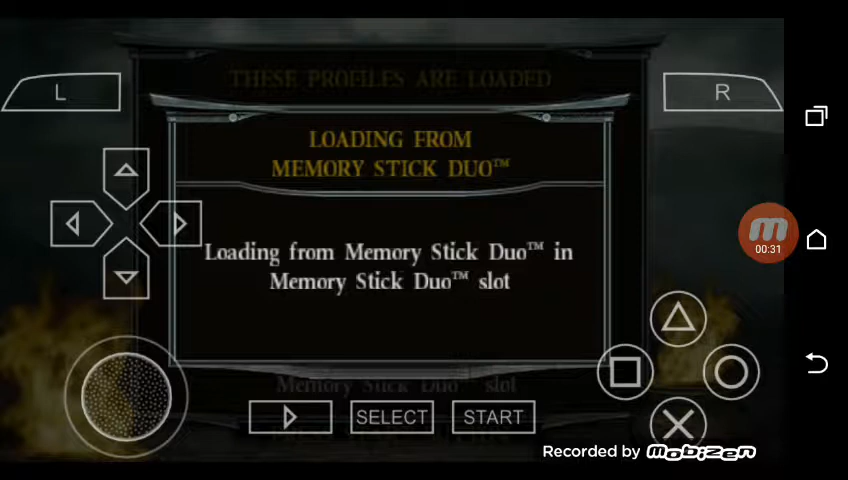 THESE PROFILES ARE LOADED
L
R
LOADING FROM
MEMORY STICK DUO™
00:31
Loading from Memory Stick Duo™ in
Memory Stick Duo™ slot
Memory Stick Duo™ slot
SELECT
START
Recorded by mobizen